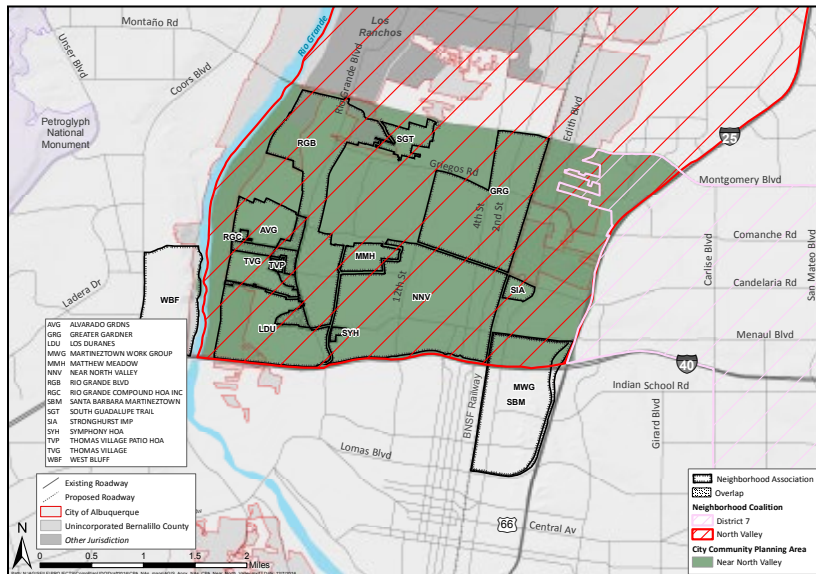 Montaño Rd
Los
Ranchos
Unser Blvd
Coors Blvd
Rio Grande
Rio Grande Blvd
Edith Blvd
Petroglyph
National
Monument
RGB
SGT
25
Griegos Rd
GRG
Montgomery Blvd
4th St
2nd St
AVG
RGC
Comanche Rd
Carlisle Blvd
San Mateo Blvd
MMH
TVG
TVP
Candelaria Rd
Ladera Dr
WBF
12th St
NNV
SIA
LDU
SYH
Menaul Blvd
40
AVG ALVARADO GRDNS
GRG GREATER GARDNER
LDU LOS DURANES
MWG MARTINEZTOWN WORK GROUP
MMH MATTHEW MEADOW
NNV NEAR NORTH VALLEY
RGB RIO GRANDE BLVD
RGC RIO GRANDE COMPOUND HOA INC
SBM SANTA BARBARA MARTINEZTOWN
SGT SOUTH GUADALUPE TRAIL
SIA STRONGHURST IMP
SYH SYMPHONY HOA
TVP THOMAS VILLAGE PATIO HOA
TVG THOMAS VILLAGE
WBF WEST BLUFF
MWG
SBM
Indian School Rd
BNSF Railway
Girard Blvd
Lomas Blvd
66
Central Av
Existing Roadway
Proposed Roadway
City of Albuquerque
Unincorporated Bernalillo County
Other Jurisdiction
N
0 0.5 1 1.5 2
Miles
Neighborhood Association
Overlap
Neighborhood Coalition
District 7
North Valley
City Community Planning Area
Near North Valley